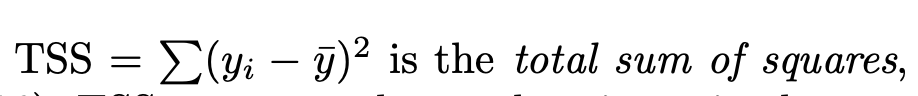 TSS = ∑(yᵢ − ȳ)² is the total sum of squares,